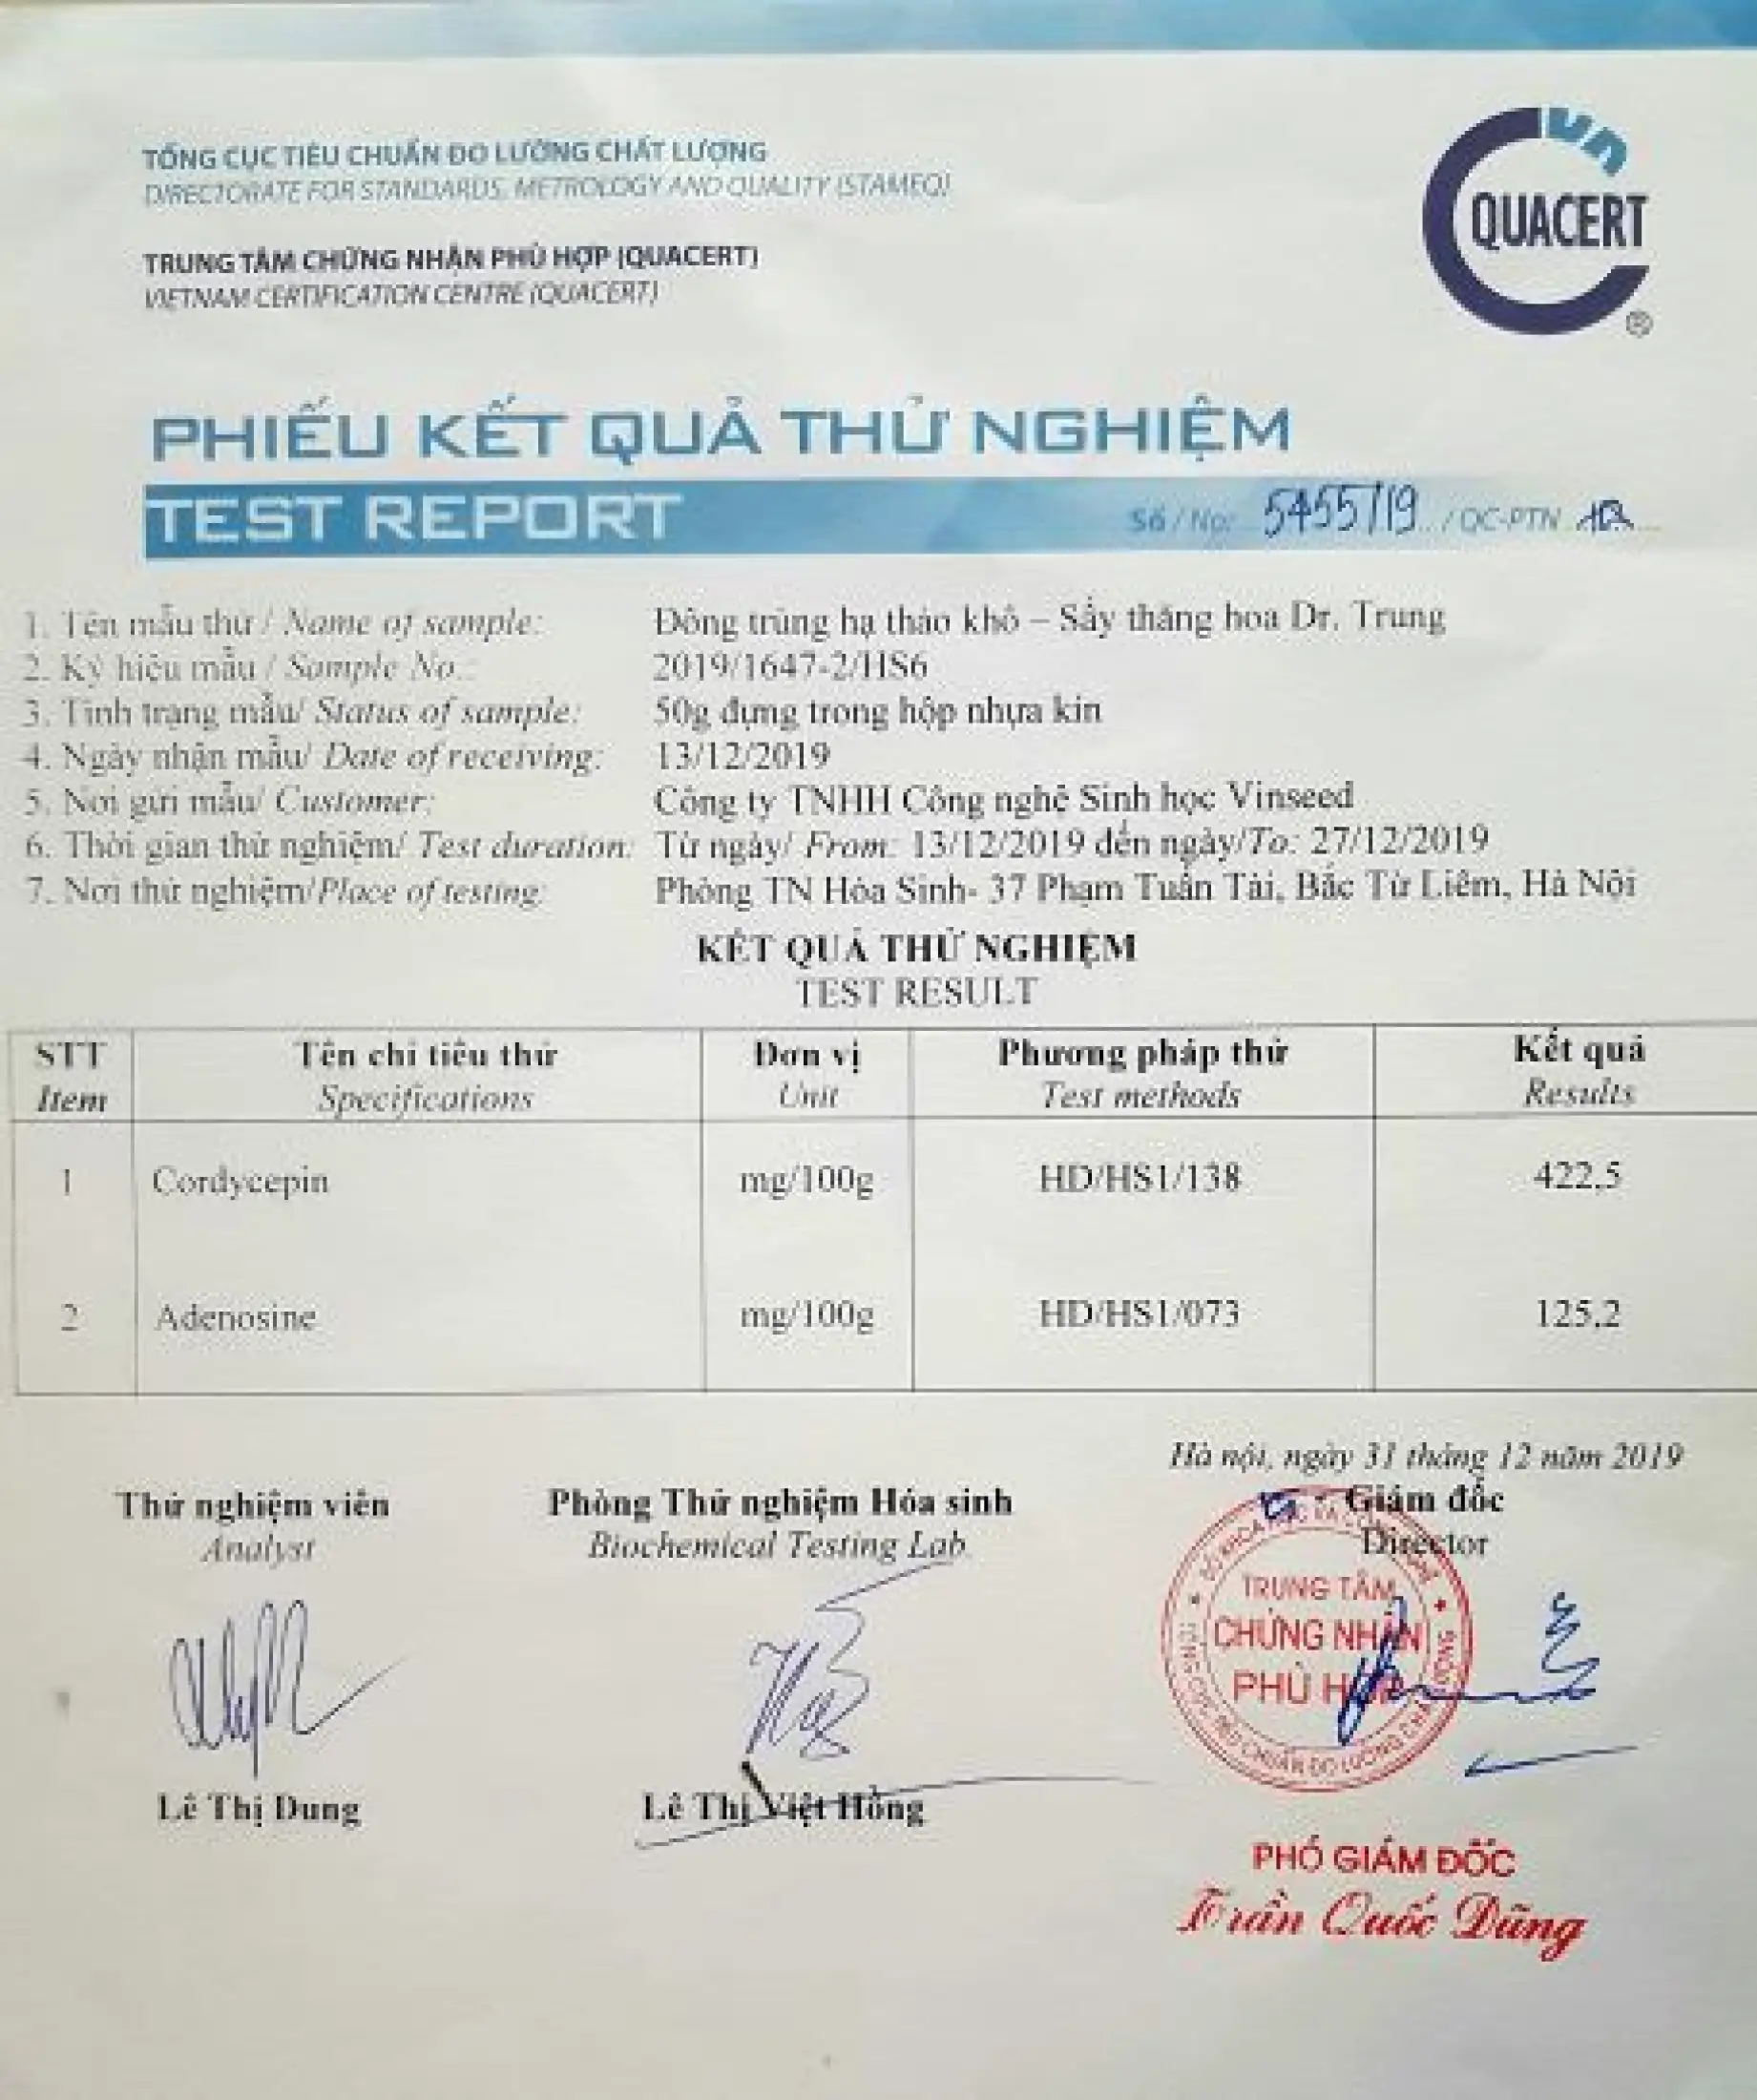 TỔNG CỤC TIÊU CHUẨN ĐO LƯỜNG CHẤT LƯỢNG
DIRECTORATE FOR STANDARDS, METROLOGY AND QUALITY (STAMEQ)
TRUNG TÂM CHỨNG NHẬN PHÙ HỢP (QUACERT)
VIETNAM CERTIFICATION CENTRE (QUACERT)
QUACERT
®
PHIẾU KẾT QUẢ THỬ NGHIỆM
TEST REPORT
Số / No: 5455/19 /QC-PTN
1. Tên mẫu thử / Name of sample: Đông trùng hạ thảo khô – Sấy thăng hoa Dr. Trung
2. Ký hiệu mẫu / Sample No.: 2019/1647-2/HS6
3. Tình trạng mẫu/ Status of sample: 50g đựng trong hộp nhựa kín
4. Ngày nhận mẫu/ Date of receiving: 13/12/2019
5. Nơi gửi mẫu/ Customer: Công ty TNHH Công nghệ Sinh học Vinseed
6. Thời gian thử nghiệm/ Test duration: Từ ngày/ From: 13/12/2019 đến ngày/To: 27/12/2019
7. Nơi thử nghiệm/Place of testing: Phòng TN Hóa Sinh- 37 Phạm Tuấn Tài, Bắc Từ Liêm, Hà Nội
KẾT QUẢ THỬ NGHIỆM
TEST RESULT
STT Tên chỉ tiêu thử Đơn vị Phương pháp thử Kết quả
Item Specifications Unit Test methods Results
1 Cordycepin mg/100g HD/HS1/138 422,5
2 Adenosine mg/100g HD/HS1/073 125,2
Hà nội, ngày 31 tháng 12 năm 2019
Thử nghiệm viên Phòng Thử nghiệm Hóa sinh Giám đốc
Analyst Biochemical Testing Lab. Director
TRUNG TÂM
CHỨNG NHẬN
PHÙ HỢP
TỔNG CỤC TIÊU CHUẨN ĐO LƯỜNG CHẤT LƯỢNG
Lê Thị Dung Lê Thị Việt Hồng
PHÓ GIÁM ĐỐC
Trần Quốc Dũng